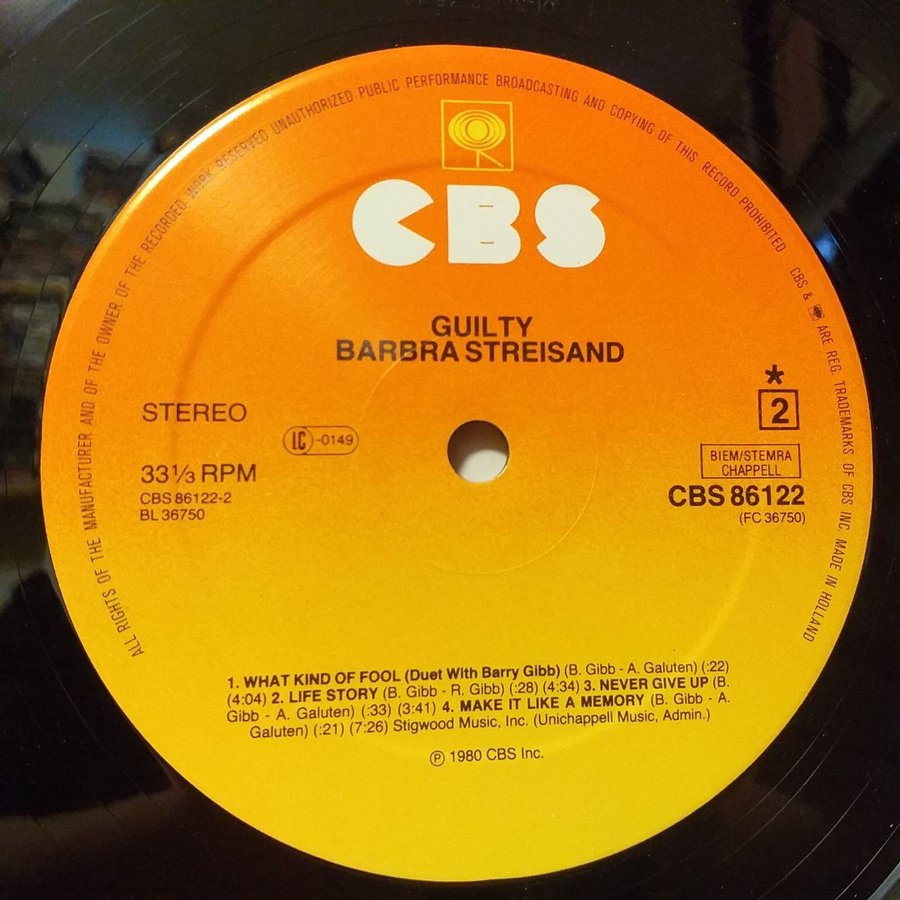 ALL RIGHTS OF THE MANUFACTURER AND OF THE OWNER OF THE RECORDED WORK RESERVED UNAUTHORIZED PUBLIC PERFORMANCE BROADCASTING AND COPYING OF THIS RECORD PROHIBITED
CBS & ARE REG. TRADEMARKS OF CBS INC. MADE IN HOLLAND
CBS
GUILTY
BARBRA STREISAND
STEREO
LC-0149
33⅓ RPM
CBS 86122-2
BL 36750
*
2
BIEM/STEMRA
CHAPPELL
CBS 86122
(FC 36750)
1. WHAT KIND OF FOOL (Duet With Barry Gibb) (B. Gibb - A. Galuten) (:22)
(4:04) 2. LIFE STORY (B. Gibb - R. Gibb) (:28) (4:34) 3. NEVER GIVE UP (B.
Gibb - A. Galuten) (:33) (3:41) 4. MAKE IT LIKE A MEMORY (B. Gibb - A.
Galuten) (:21) (7:26) Stigwood Music, Inc. (Unichappell Music, Admin.)
℗ 1980 CBS Inc.